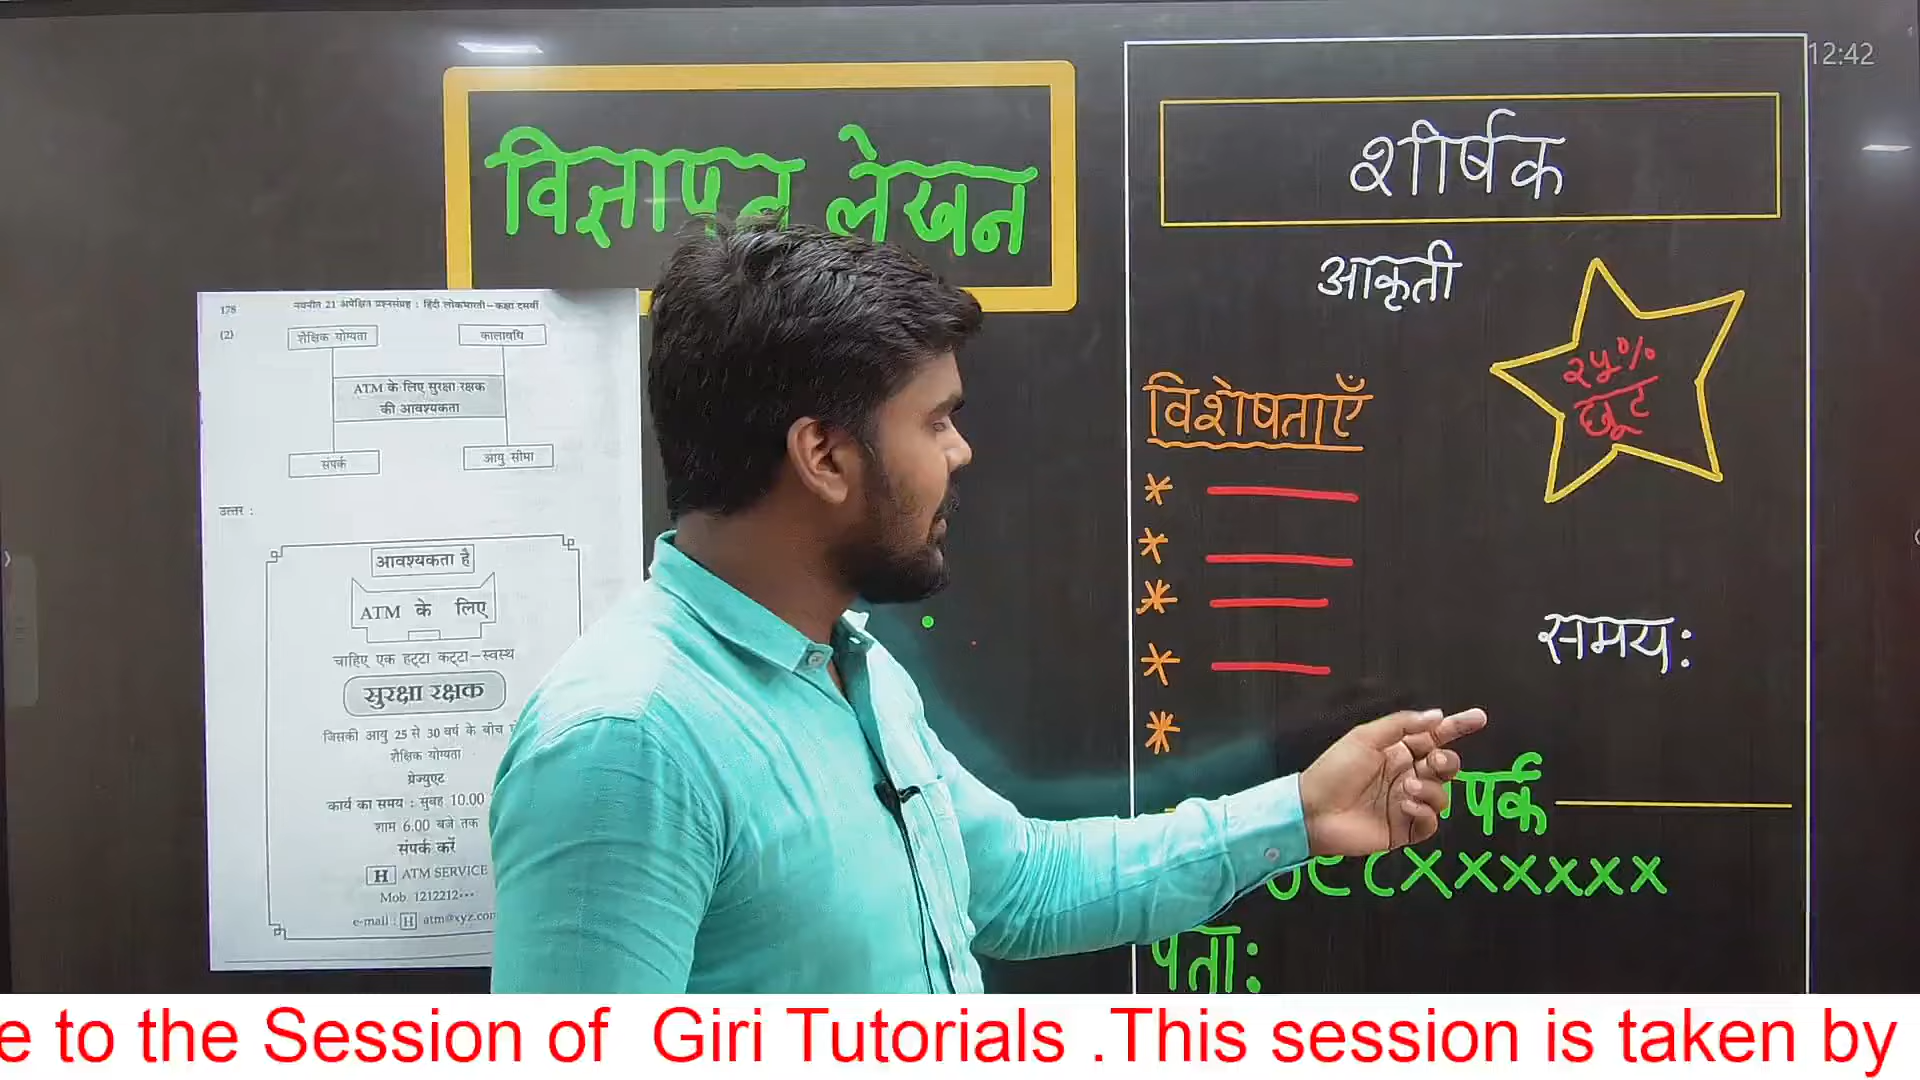 12:42
विज्ञापन लेखन
178
नवनीत 21 अपेक्षित प्रश्नसंग्रह : हिंदी लोकभारती – कक्षा दसवीं
(2)
शैक्षिक योग्यता
कालावधि
ATM के लिए सुरक्षा रक्षक
की आवश्यकता
संपर्क
आयु सीमा
उत्तर :
आवश्यकता है
ATM के लिए
चाहिए एक हट्टा कट्टा – स्वस्थ
सुरक्षा रक्षक
जिसकी आयु 25 से 30 वर्ष के बीच
शैक्षिक योग्यता
ग्रेज्युएट
कार्य का समय : सुबह 10.00
शाम 6.00 बजे तक
संपर्क करें
H ATM SERVICE
Mob. 1212212•••
e-mail : H atm@xyz.com
शीर्षक
आकृती
२५%
छूट
विशेषताएँ
*
*
*
*
*
समय:
पर्क
९८xxxxxx
पता:
e to the Session of Giri Tutorials .This session is taken by